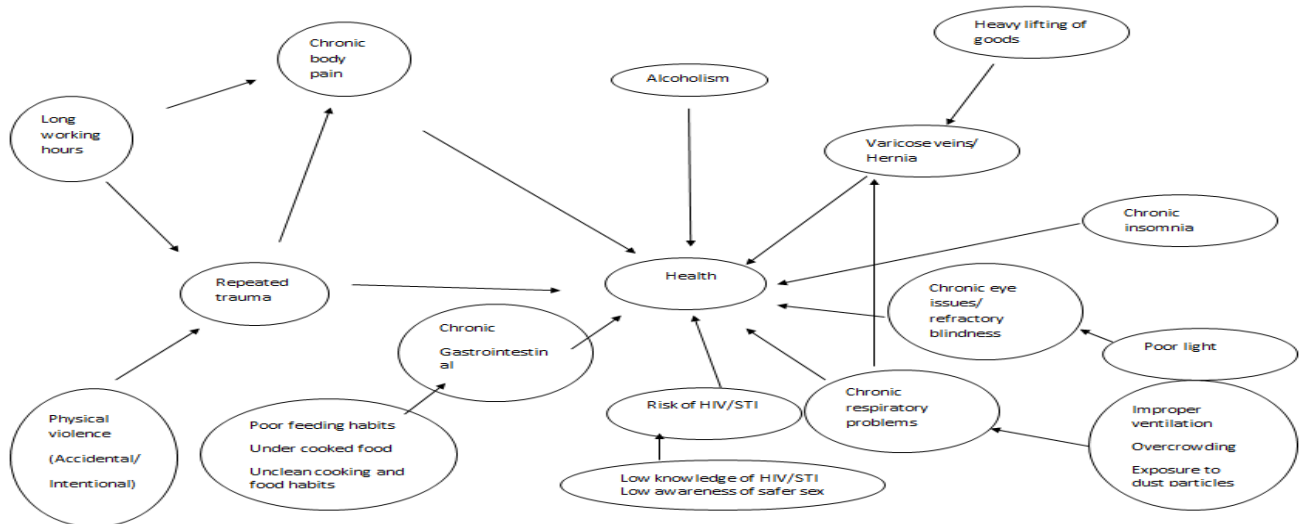 Heavy lifting of
goods
Chronic
body
pain
Alcoholism
Long
working
hours
Varicose veins/
Hernia
Chronic
insomnia
Repeated
trauma
Health
Chronic eye
issues/
refractory
blindness
Chronic
Gastrointestin
al
Poor light
Physical
violence
(Accidental/
Intentional)
Poor feeding habits
Under cooked food
Unclean cooking and
food habits
Risk of HIV/STI
Chronic
respiratory
problems
Improper
ventilation
Overcrowding
Exposure to
dust particles
Low knowledge of HIV/STI
Low awareness of safer sex